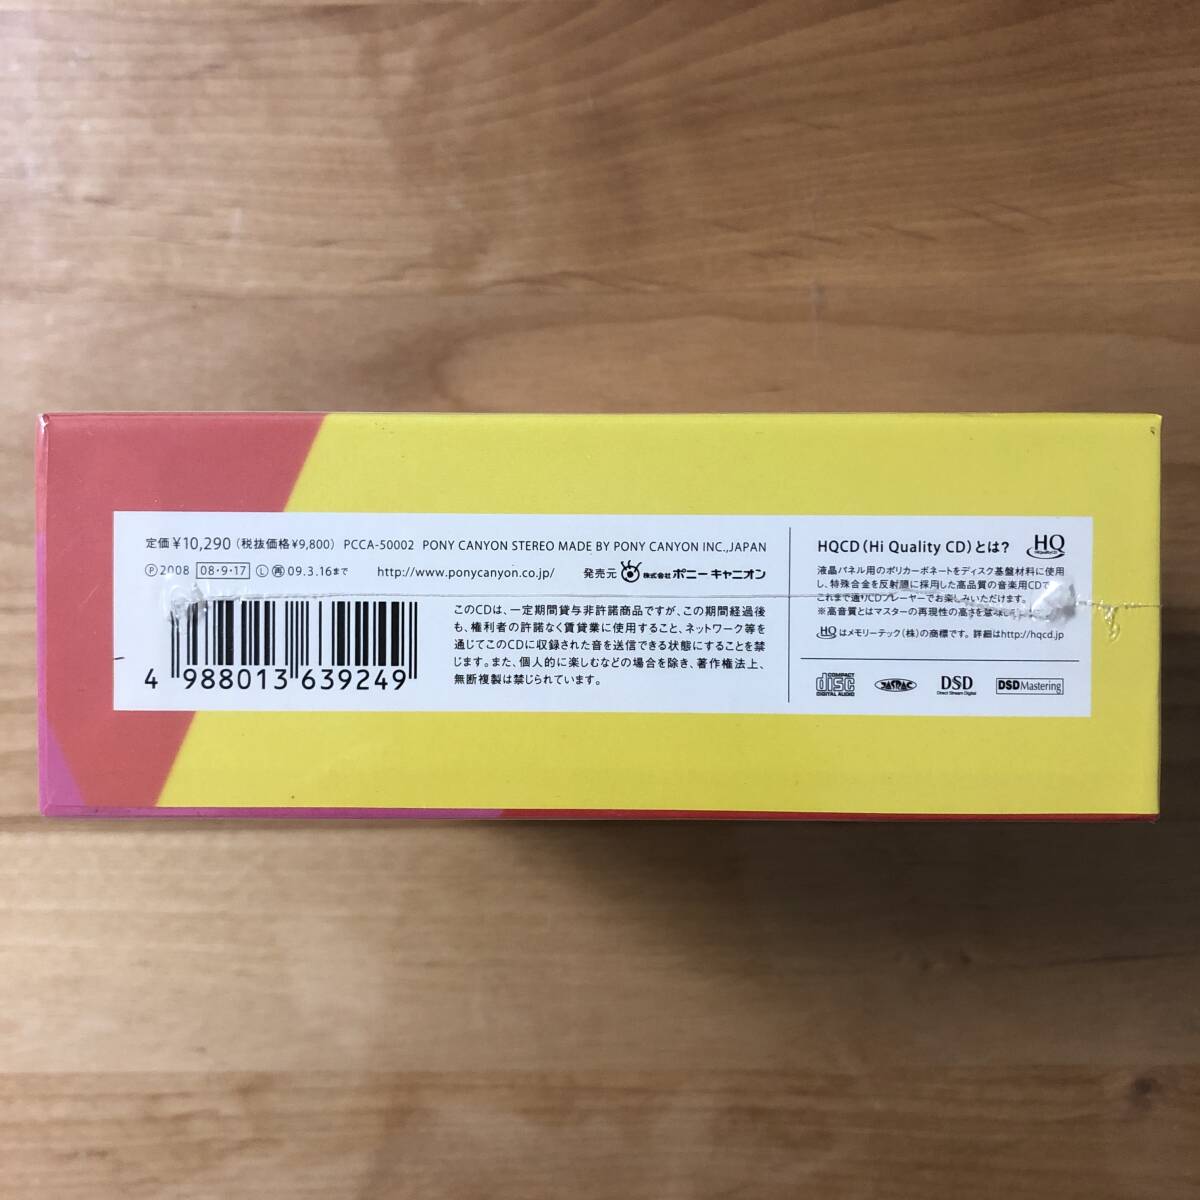 定価¥10,290(税抜価格¥9,800) PCCA-50002 PONY CANYON STEREO MADE BY PONY CANYON INC.,JAPAN
Ⓟ2008 08・9・17 Ⓛ ㊢ 09.3.16まで http://www.ponycanyon.co.jp/ 発売元 株式会社 ポニーキャニオン
4 988013 639249
このCDは、一定期間貸与非許諾商品ですが、この期間経過後
も、権利者の許諾なく賃貸業に使用すること、ネットワーク等を
通じてこのCDに収録された音を送信できる状態にすることを禁
じます。また、個人的に楽しむなどの場合を除き、著作権法上、
無断複製は禁じられています。
HQCD(Hi Quality CD)とは? HQ HiQualityCD
液晶パネル用のポリカーボネートをディスク基盤材料に使用
し、特殊合金を反射膜に採用した高品質の音楽用CDで
これまで通りCDプレーヤーでお楽しみいただけます。
※高音質とはマスターの再現性の高さを意味し
HQはメモリーテック(株)の商標です。詳細はhttp://hqcd.jp
COMPACT disc DIGITAL AUDIO
JASRAC
DSD Direct Stream Digital
DSD Mastering